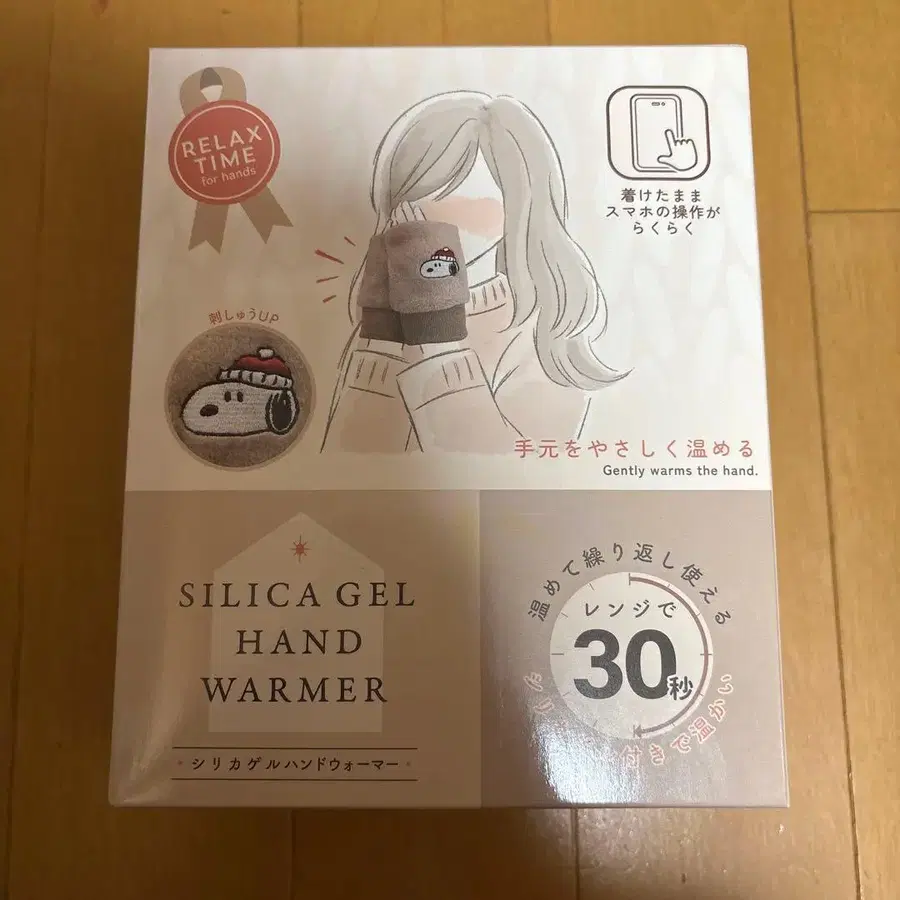 RELAX
TIME
for hands
着けたまま
スマホの操作が
らくらく
刺しゅうUP
手元をやさしく温める
Gently warms the hand.
SILICA GEL
HAND
WARMER
シリカゲルハンドウォーマー
温めて繰り返し使える
レンジで
30秒
付きで温かい